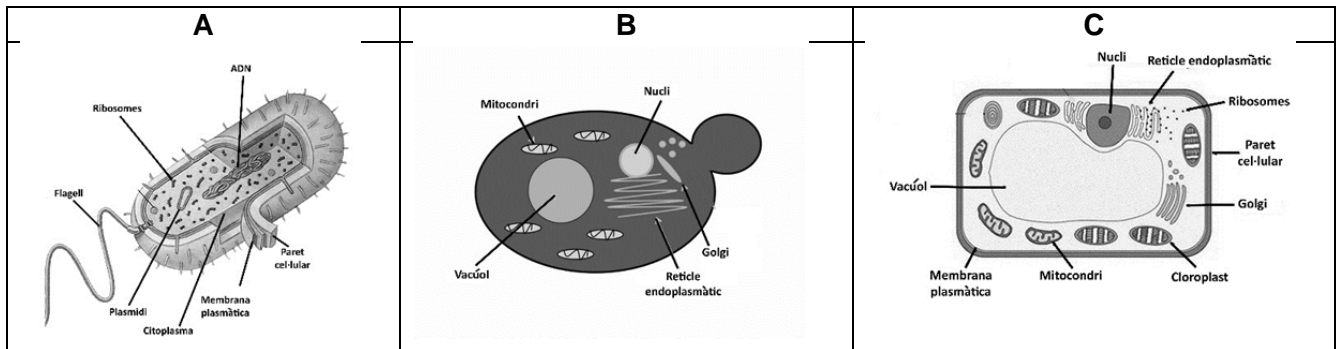 A
ADN
Ribosomes
Flagell
Paret
cel·lular
Membrana
plasmàtica
Plasmidi
Citoplasma
B
Nucli
Mitocondri
Golgi
Vacúol
Reticle
endoplasmàtic
C
Nucli
Reticle endoplasmàtic
Ribosomes
Paret
cel·lular
Vacúol
Golgi
Membrana
plasmàtica
Mitocondri
Cloroplast